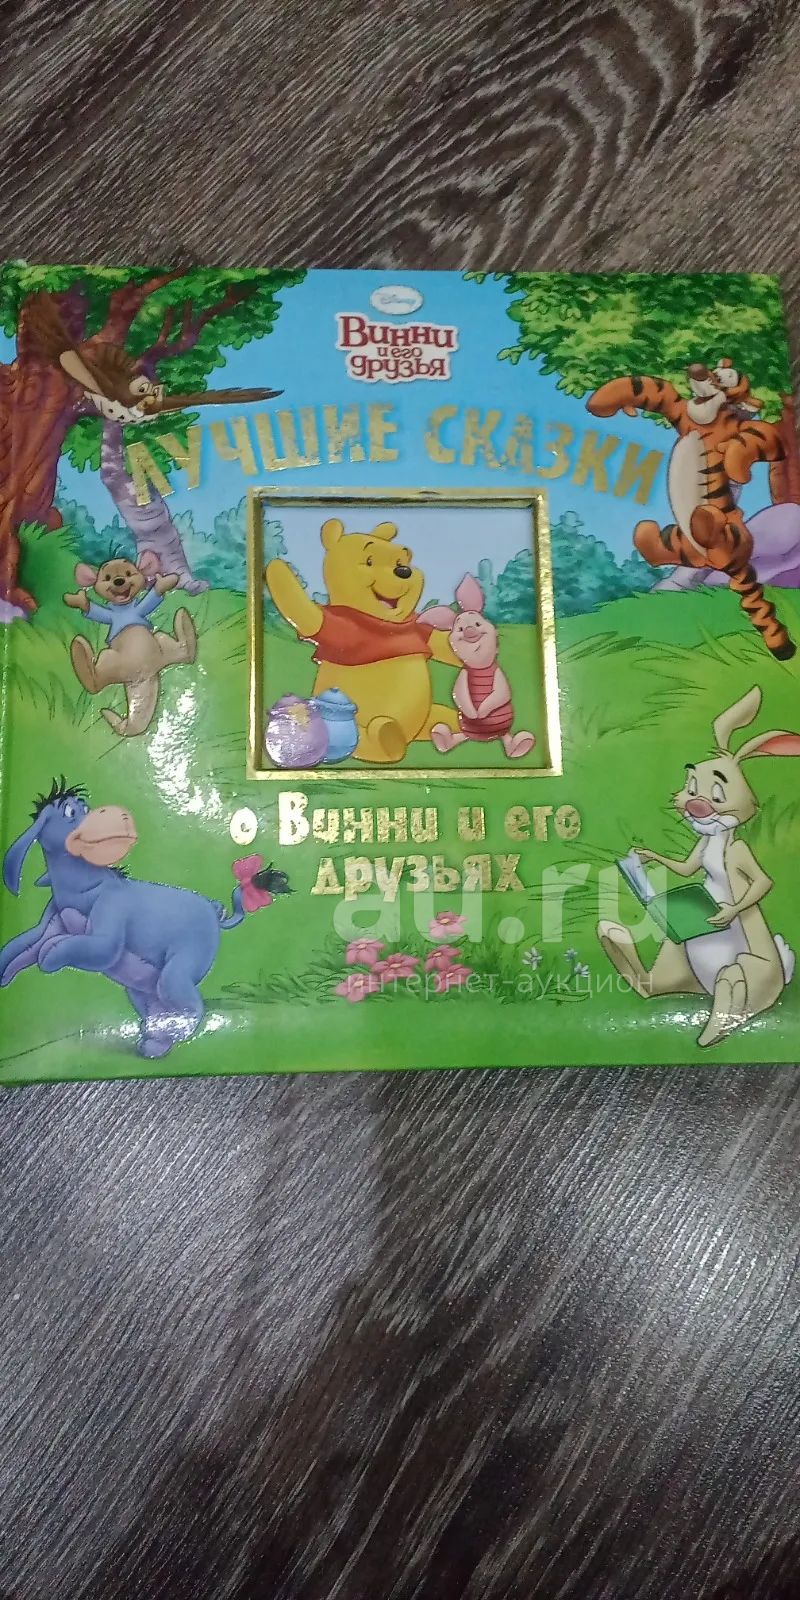 Disney
Винни
и его
друзья
ЛУЧШИЕ СКАЗКИ
о Винни и его
друзьях
au.ru
интернет-аукцион